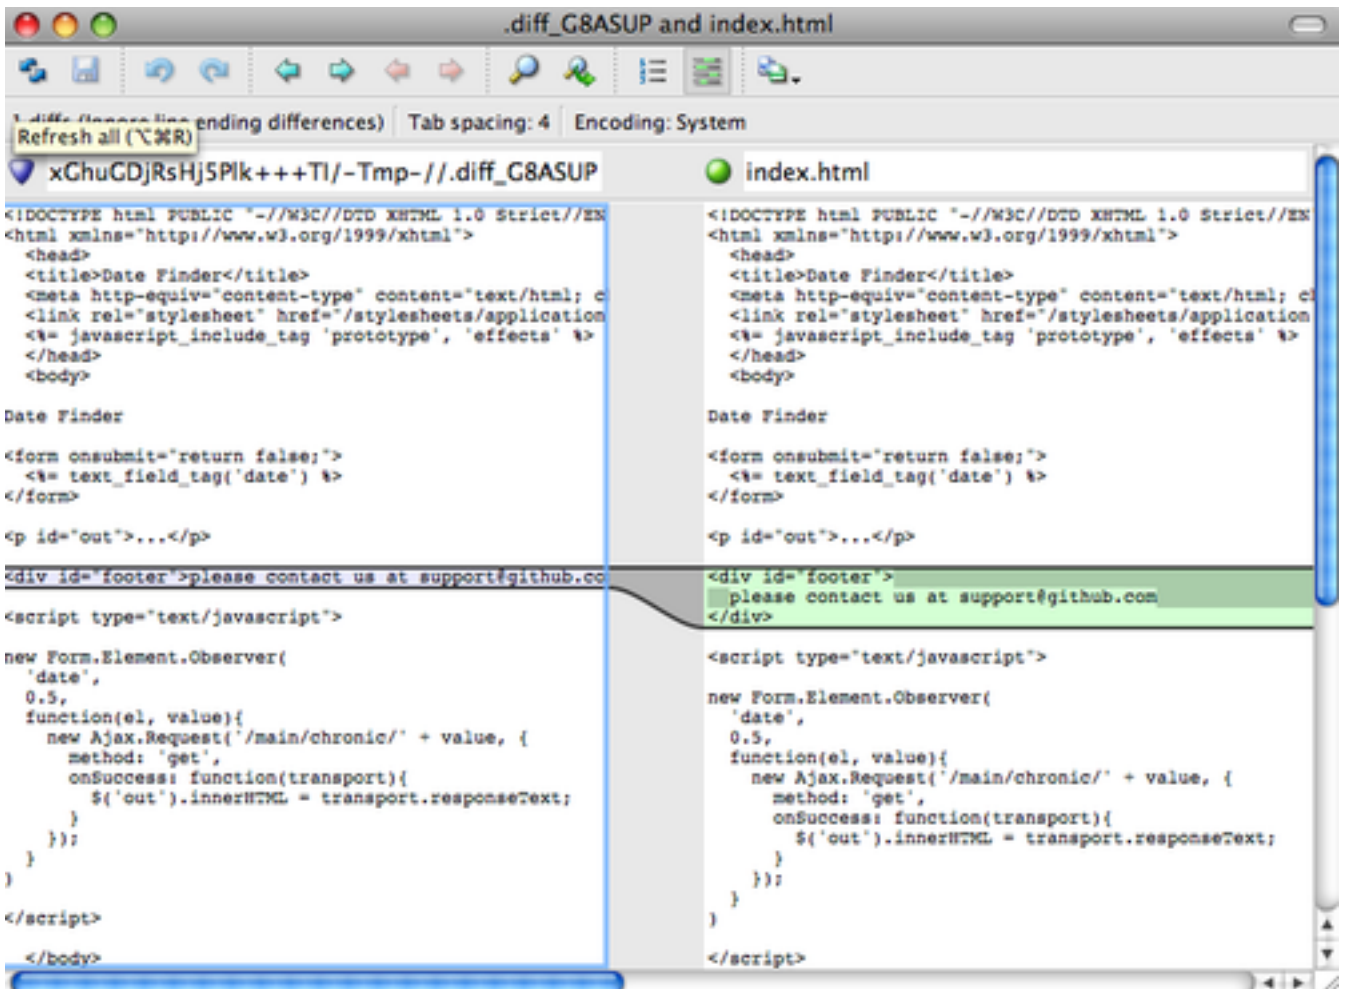 .diff_G8ASUP and index.html
1 diffs (Ignore line ending differences) Tab spacing: 4 Encoding: System
Refresh all (⌥⌘R)
xGhuGDjRsHj5Plk+++TI/-Tmp-//.diff_G8ASUP
<!DOCTYPE html PUBLIC "-//W3C//DTD XHTML 1.0 Strict//EN
<html xmlns="http://www.w3.org/1999/xhtml">
  <head>
  <title>Date Finder</title>
  <meta http-equiv="content-type" content="text/html; c
  <link rel="stylesheet" href="/stylesheets/application
  <%= javascript_include_tag 'prototype', 'effects' %>
  </head>
  <body>
Date Finder
<form onsubmit="return false;">
  <%= text_field_tag('date') %>
</form>
<p id="out">...</p>
<div id="footer">please contact us at support@github.co
<script type="text/javascript">
new Form.Element.Observer(
  'date',
  0.5,
  function(el, value){
    new Ajax.Request('/main/chronic/' + value, {
      method: 'get',
      onSuccess: function(transport){
        $('out').innerHTML = transport.responseText;
      }
    });
  }
)
</script>
  </body>
index.html
<!DOCTYPE html PUBLIC "-//W3C//DTD XHTML 1.0 Strict//EN
<html xmlns="http://www.w3.org/1999/xhtml">
  <head>
  <title>Date Finder</title>
  <meta http-equiv="content-type" content="text/html; c
  <link rel="stylesheet" href="/stylesheets/application
  <%= javascript_include_tag 'prototype', 'effects' %>
  </head>
  <body>
Date Finder
<form onsubmit="return false;">
  <%= text_field_tag('date') %>
</form>
<p id="out">...</p>
<div id="footer">
  please contact us at support@github.com
</div>
<script type="text/javascript">
new Form.Element.Observer(
  'date',
  0.5,
  function(el, value){
    new Ajax.Request('/main/chronic/' + value, {
      method: 'get',
      onSuccess: function(transport){
        $('out').innerHTML = transport.responseText;
      }
    });
  }
)
</script>